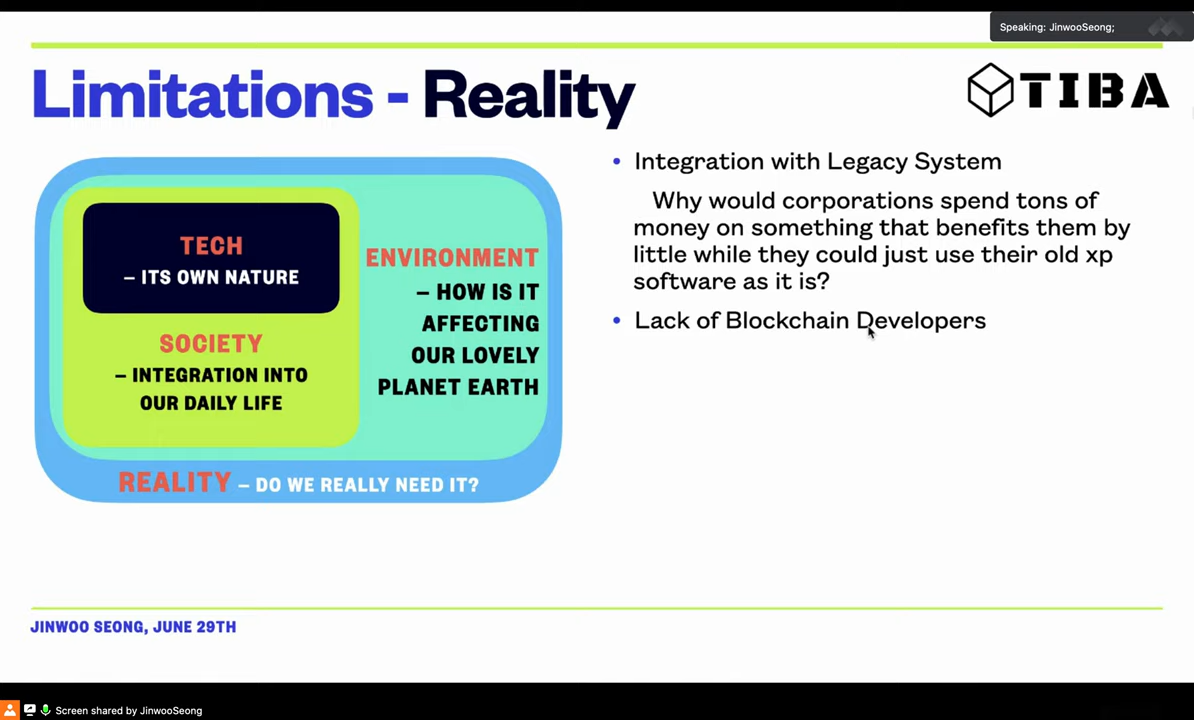 Speaking: JinwooSeong;
Limitations - Reality
TIBA
TECH
– ITS OWN NATURE
SOCIETY
– INTEGRATION INTO
OUR DAILY LIFE
ENVIRONMENT
– HOW IS IT
AFFECTING
OUR LOVELY
PLANET EARTH
REALITY – DO WE REALLY NEED IT?
• Integration with Legacy System
Why would corporations spend tons of
money on something that benefits them by
little while they could just use their old xp
software as it is?
• Lack of Blockchain Developers
JINWOO SEONG, JUNE 29TH
Screen shared by JinwooSeong